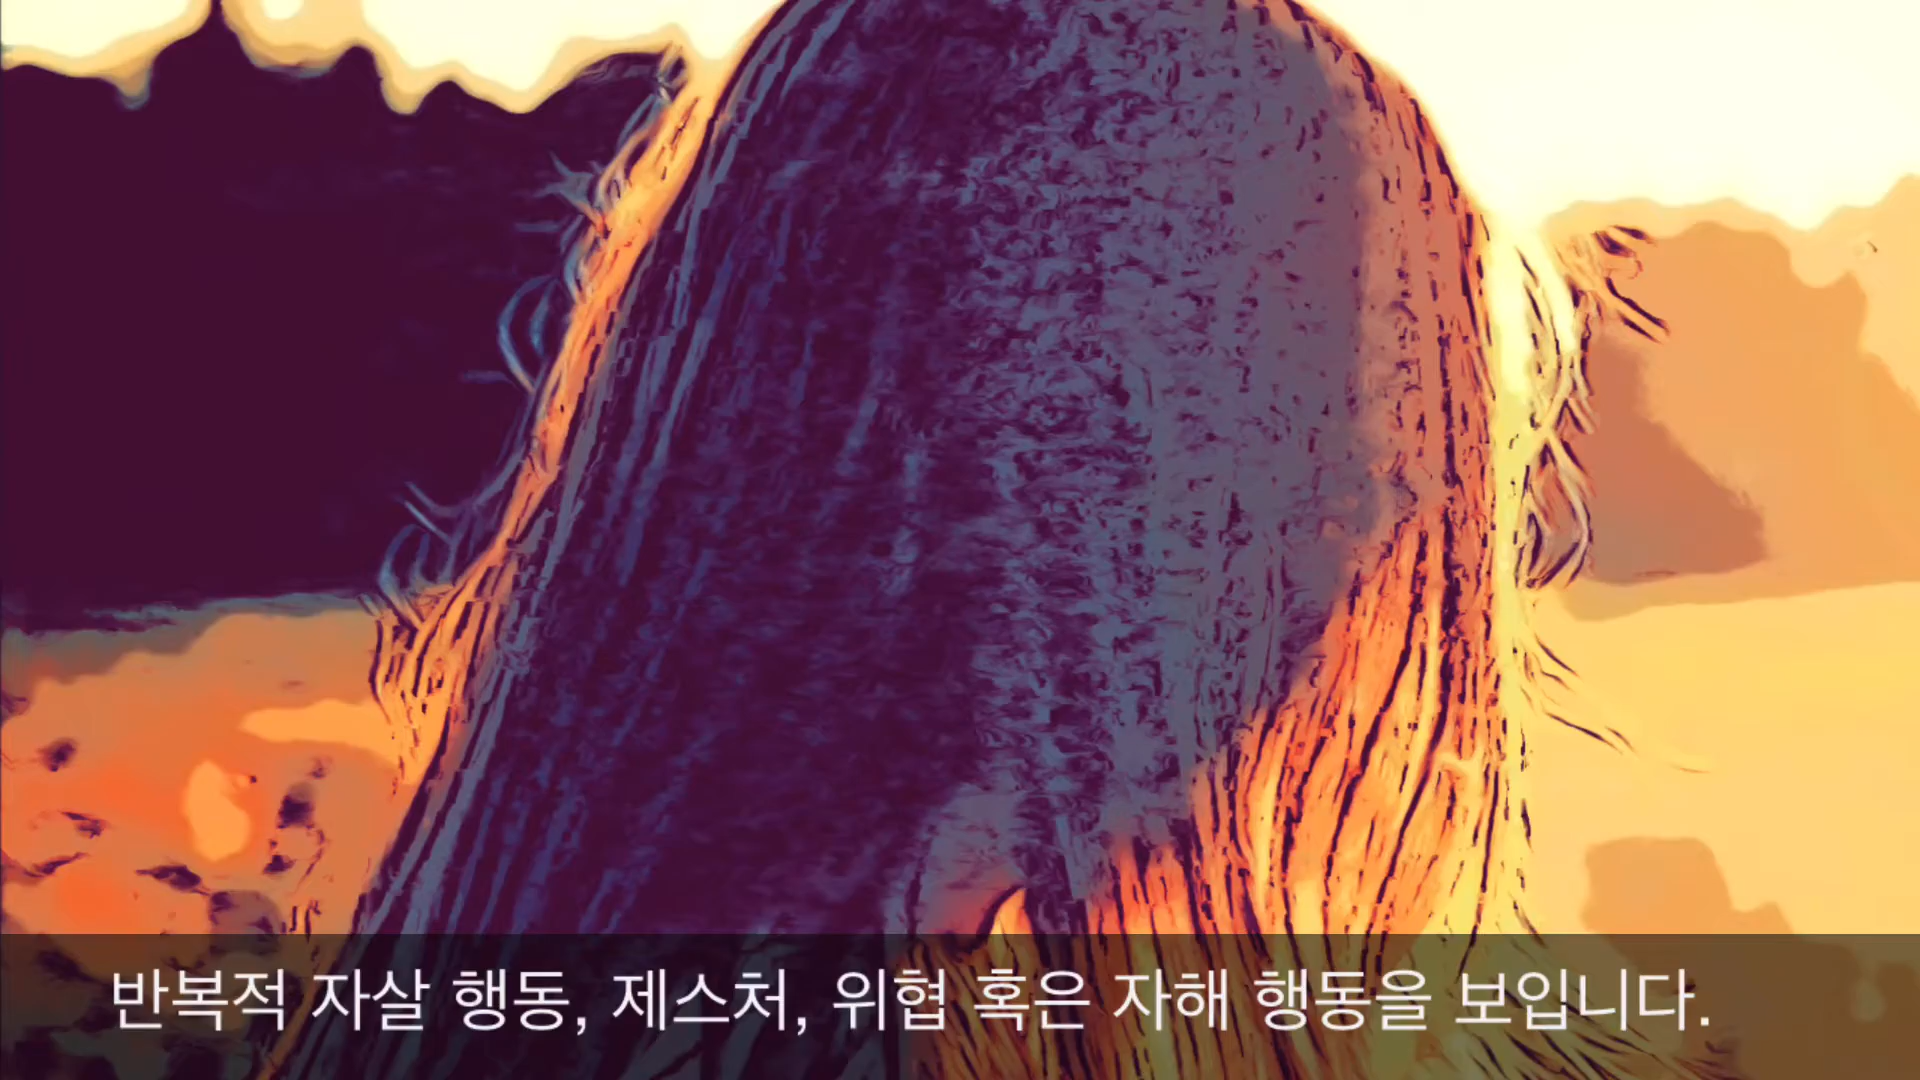 반복적 자살 행동, 제스처, 위협 혹은 자해 행동을 보입니다.